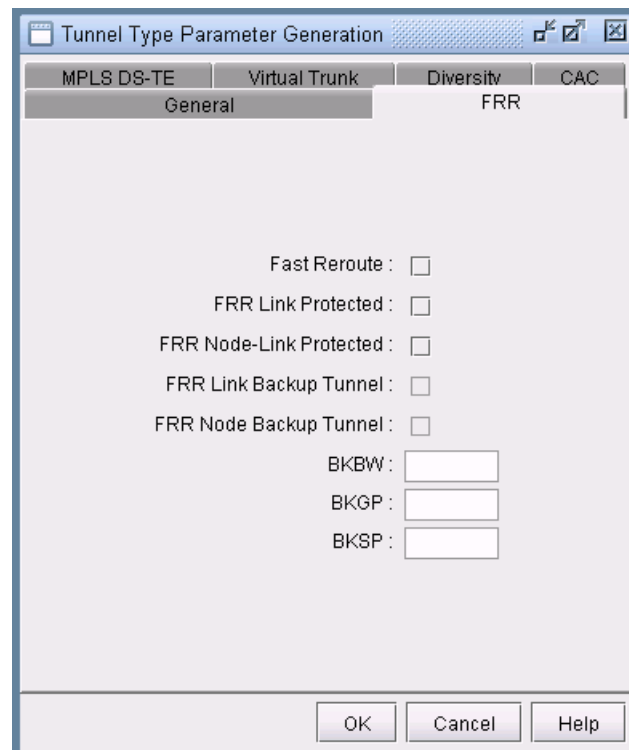 Tunnel Type Parameter Generation
MPLS DS-TE Virtual Trunk Diversity CAC
General FRR
Fast Reroute :
FRR Link Protected :
FRR Node-Link Protected :
FRR Link Backup Tunnel :
FRR Node Backup Tunnel :
BKBW :
BKGP :
BKSP :
OK Cancel Help